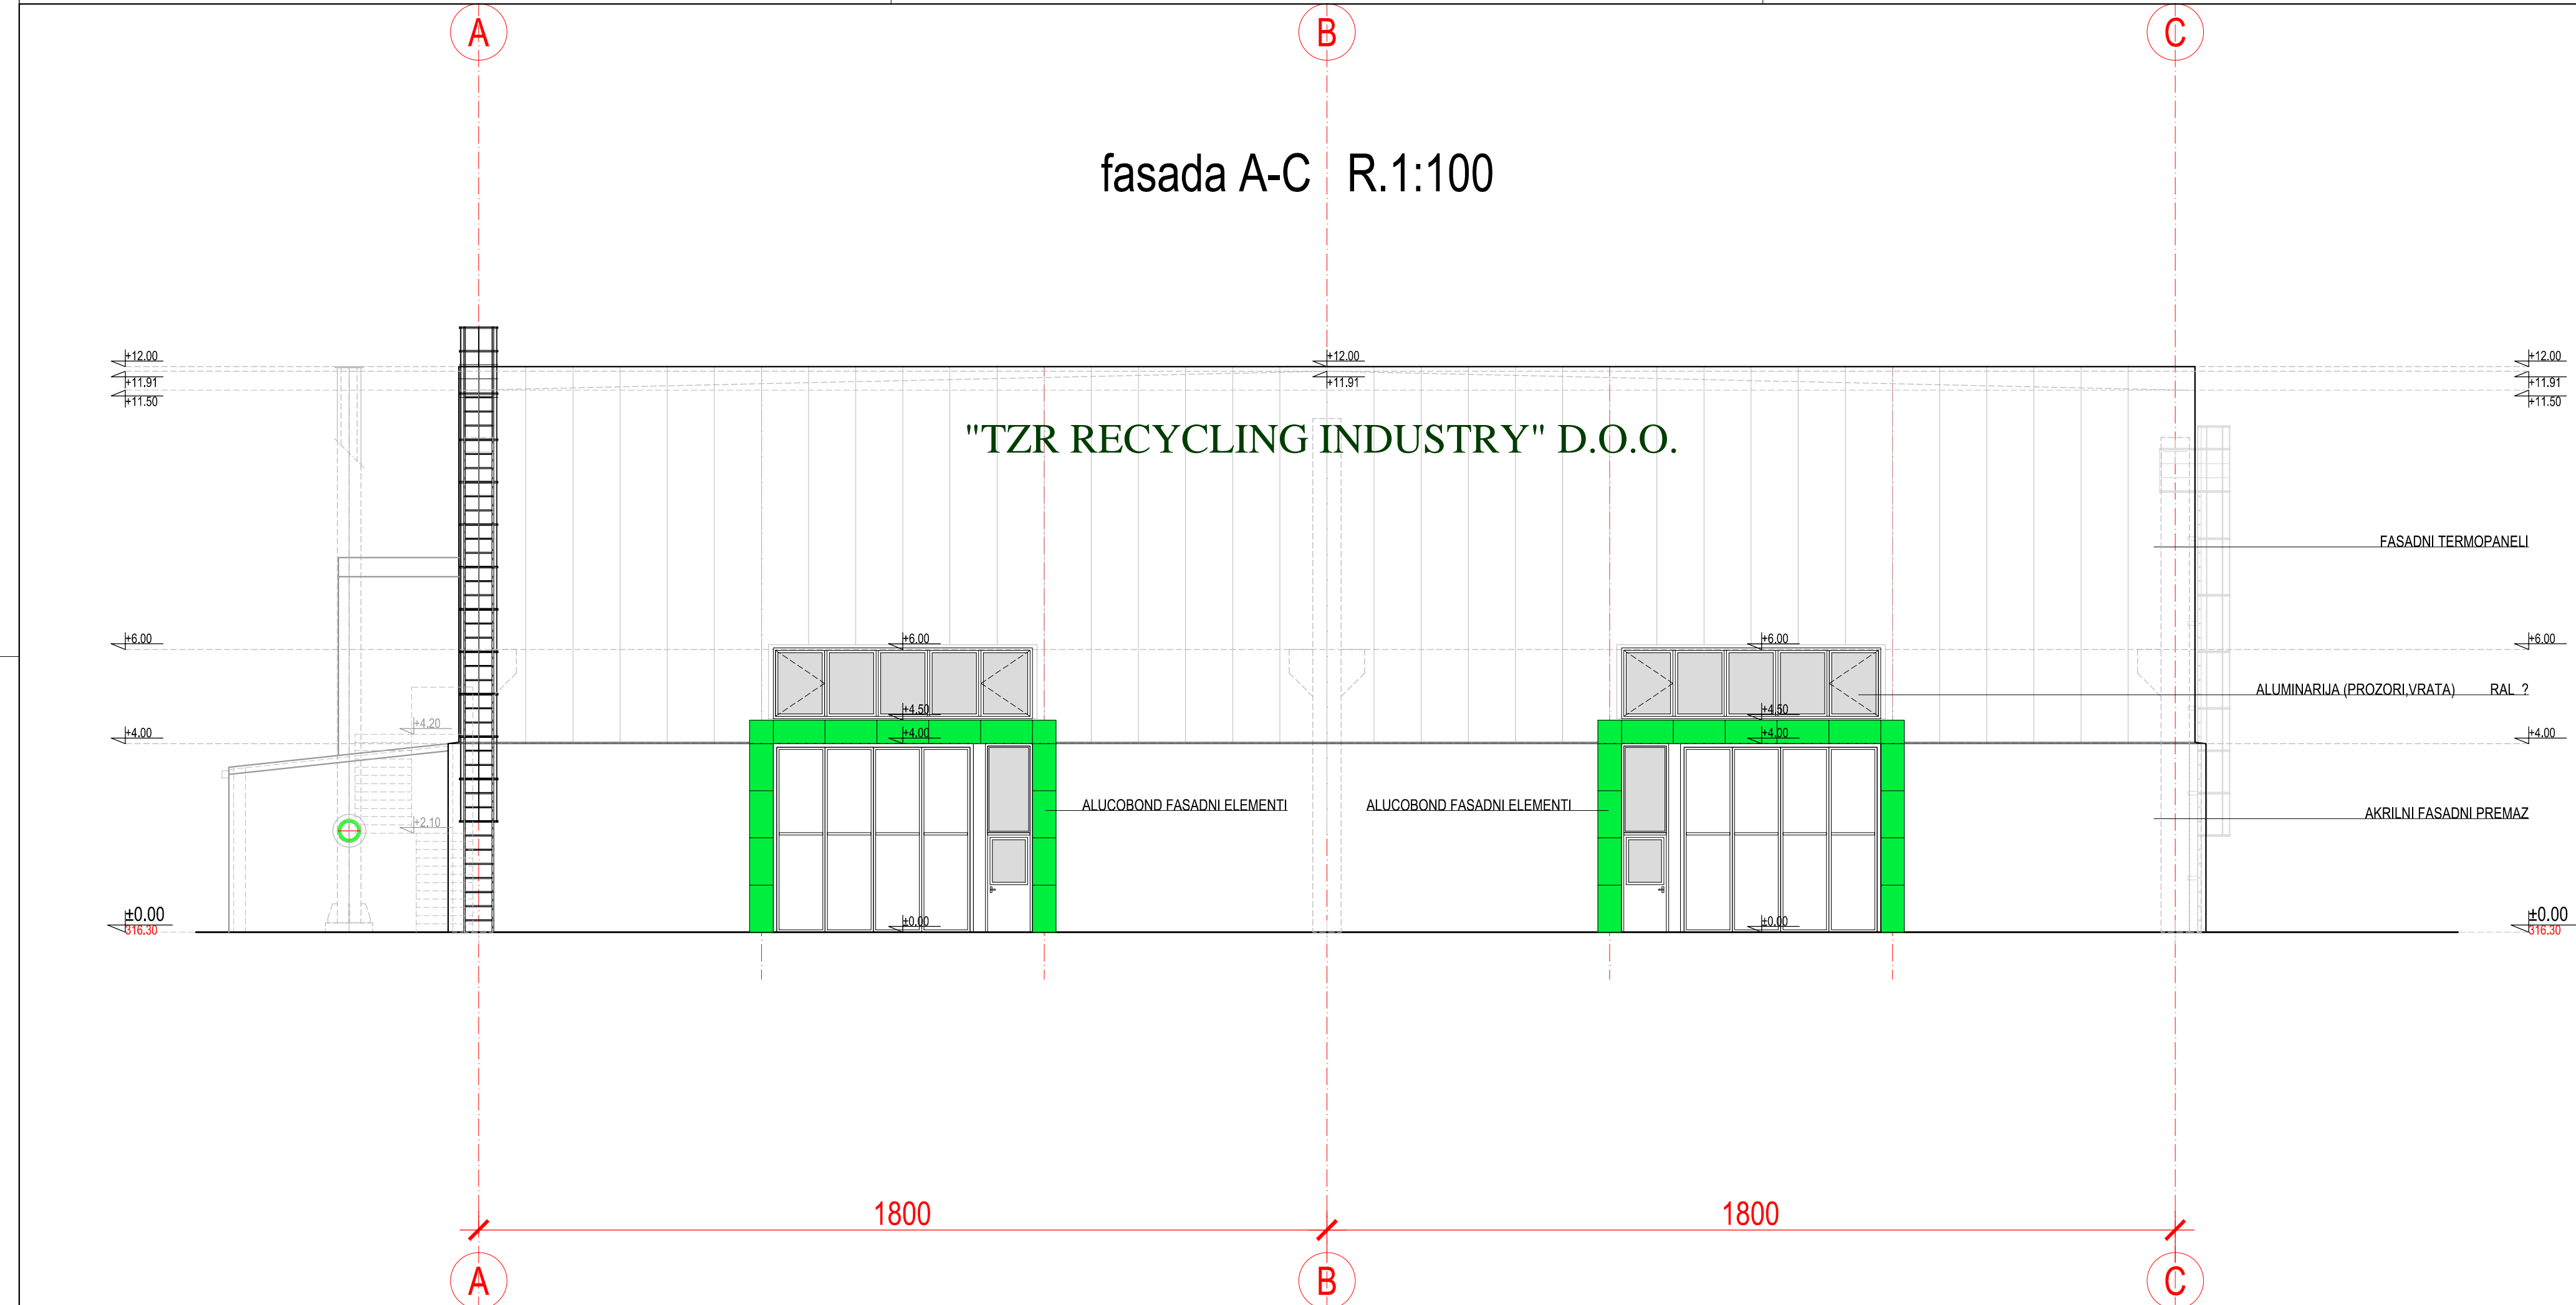 A B C
fasada A-C R.1:100
+12.00 +12.00 +12.00
+11.91 +11.91 +11.91
+11.50 +11.50
"TZR RECYCLING INDUSTRY" D.O.O.
FASADNI TERMOPANELI
+6.00 +6.00 +6.00 +6.00
ALUMINARIJA (PROZORI,VRATA) RAL ?
+4.50 +4.50
+4.20
+4.00 +4.00 +4.00 +4.00
ALUCOBOND FASADNI ELEMENTI ALUCOBOND FASADNI ELEMENTI
AKRILNI FASADNI PREMAZ
+2.10
±0.00 ±0.00 ±0.00 ±0.00
316.30 316.30
1800 1800
A B C